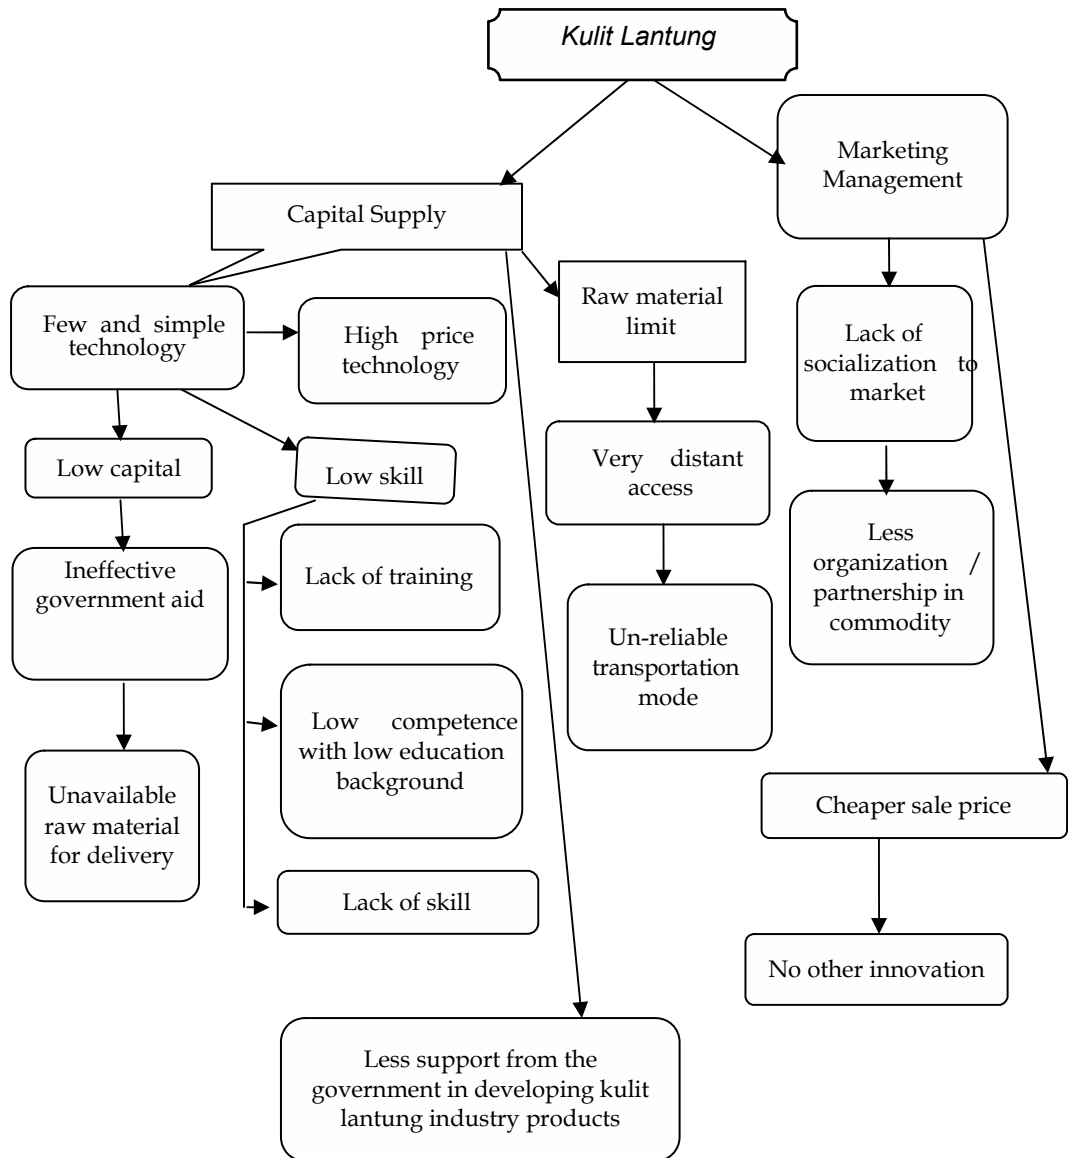 Kulit Lantung
Marketing
Management
Capital Supply
Few and simple
technology
High price
technology
Raw material
limit
Lack of
socialization to
market
Low capital
Low skill
Very distant
access
Less
organization /
partnership in
commodity
Ineffective
government aid
Lack of training
Un-reliable
transportation
mode
Low competence
with low education
background
Unavailable
raw material
for delivery
Cheaper sale price
Lack of skill
No other innovation
Less support from the
government in developing kulit
lantung industry products